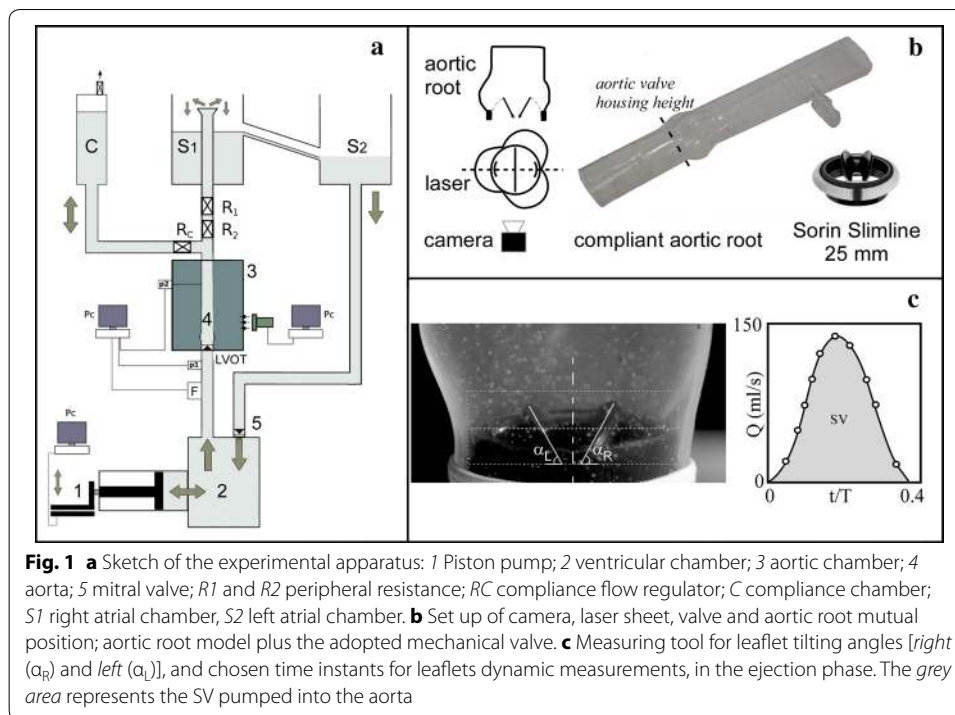 a
C
S1
S2
R1
R2
RC
3
p2
4
Pc
Pc
LVOT
p1
F
5
Pc
1
2
b
aortic
root
aortic valve
housing height
laser
camera
compliant aortic root
Sorin Slimline
25 mm
c
αL
αR
150
Q (ml/s)
SV
0
0
t/T
0.4
Fig. 1 a Sketch of the experimental apparatus: 1 Piston pump; 2 ventricular chamber; 3 aortic chamber; 4
aorta; 5 mitral valve; R1 and R2 peripheral resistance; RC compliance flow regulator; C compliance chamber;
S1 right atrial chamber, S2 left atrial chamber. b Set up of camera, laser sheet, valve and aortic root mutual
position; aortic root model plus the adopted mechanical valve. c Measuring tool for leaflet tilting angles [right
(αR) and left (αL)], and chosen time instants for leaflets dynamic measurements, in the ejection phase. The grey
area represents the SV pumped into the aorta